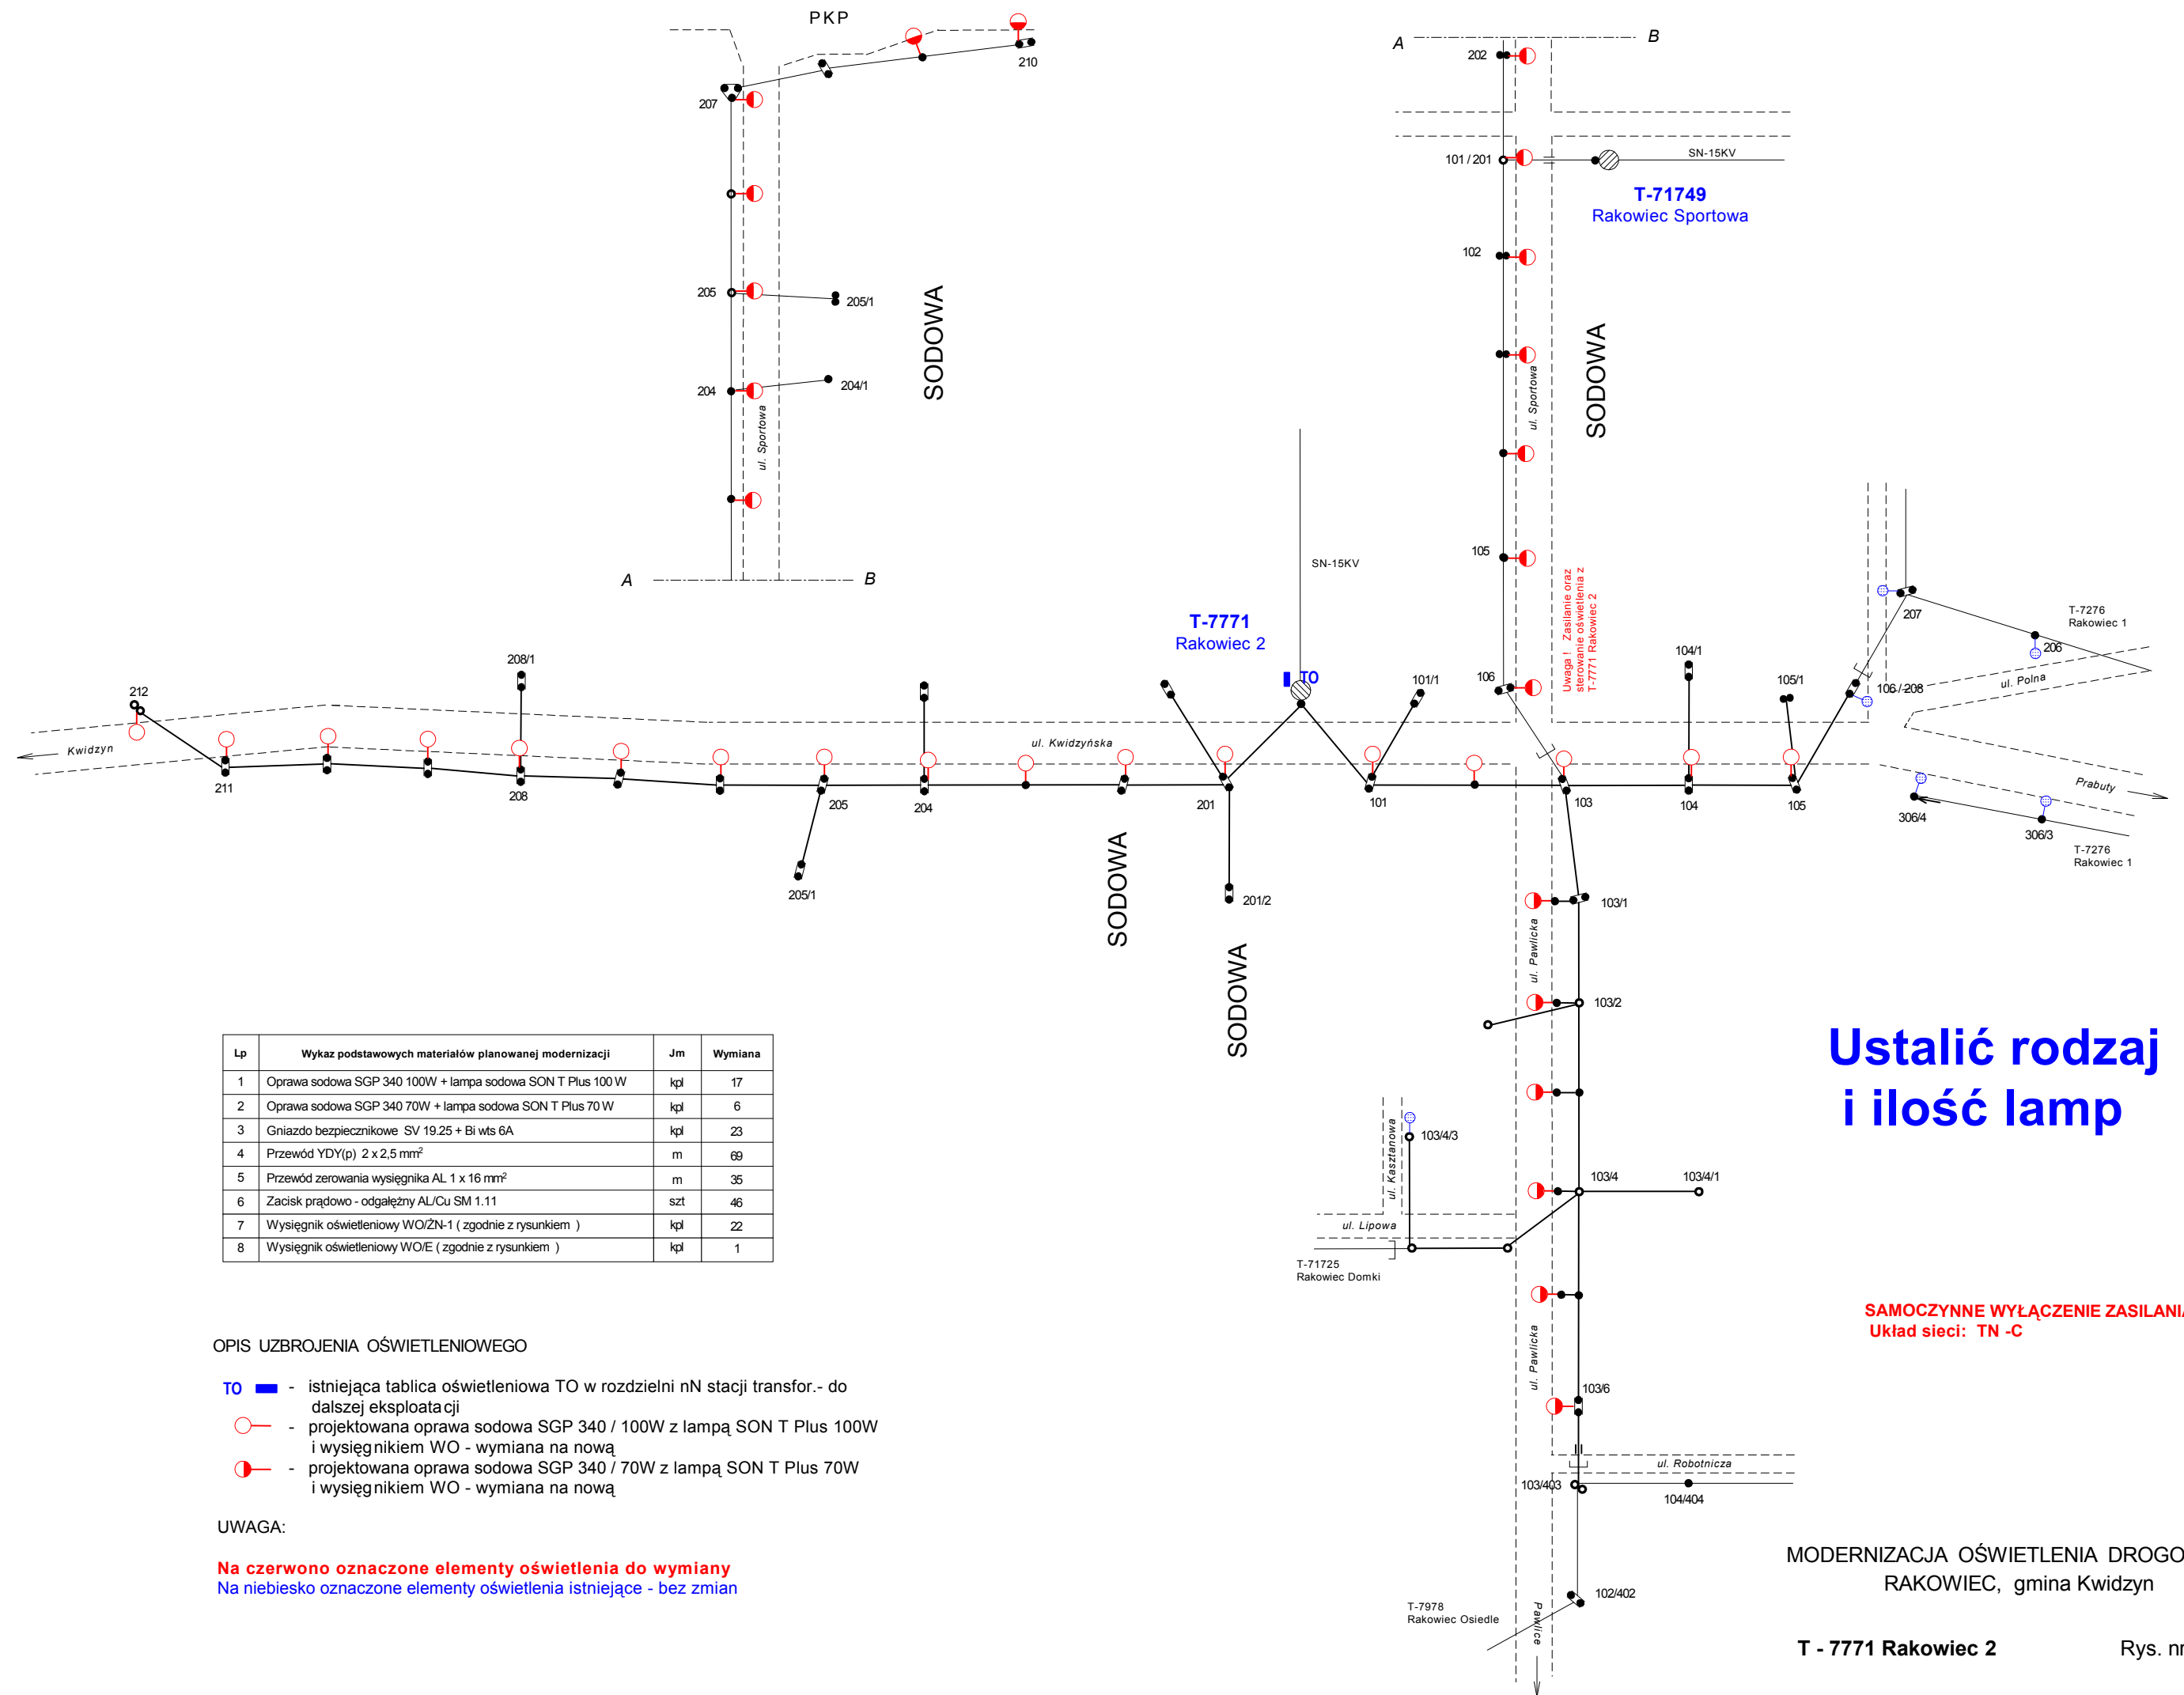 PKP
210
207
205
205/1
204
204/1
ul. Sportowa
SODOWA
A
B
A
B
202
101 / 201
SN-15KV
T-71749
Rakowiec Sportowa
102
ul. Sportowa
SODOWA
105
Uwaga ! Zasilanie oraz
sterowanie oświetlenia z
T-7771 Rakowiec 2
106
SN-15KV
T-7771
Rakowiec 2
TO
212
Kwidzyn
211
208/1
208
205
205/1
204
ul. Kwidzyńska
201
201/2
101/1
101
103
104/1
104
105/1
105
106 / 208
207
206
T-7276
Rakowiec 1
ul. Polna
Prabuty
306/4
306/3
T-7276
Rakowiec 1
SODOWA
SODOWA
103/1
ul. Pawlicka
103/2
103/4/3
ul. Kasztanowa
103/4
103/4/1
ul. Lipowa
T-71725
Rakowiec Domki
ul. Pawlicka
103/6
ul. Robotnicza
103/403
104/404
102/402
T-7978
Rakowiec Osiedle
Pawlice
Ustalić rodzaj
i ilość lamp
Lp Wykaz podstawowych materiałów planowanej modernizacji Jm Wymiana
1 Oprawa sodowa SGP 340 100W + lampa sodowa SON T Plus 100 W kpl 17
2 Oprawa sodowa SGP 340 70W + lampa sodowa SON T Plus 70 W kpl 6
3 Gniazdo bezpiecznikowe SV 19.25 + Bi wts 6A kpl 23
4 Przewód YDY(p) 2 x 2,5 mm² m 69
5 Przewód zerowania wysięgnika AL 1 x 16 mm² m 35
6 Zacisk prądowo - odgałęźny AL/Cu SM 1.11 szt 46
7 Wysięgnik oświetleniowy WO/ŻN-1 ( zgodnie z rysunkiem ) kpl 22
8 Wysięgnik oświetleniowy WO/E ( zgodnie z rysunkiem ) kpl 1
OPIS UZBROJENIA OŚWIETLENIOWEGO
TO - istniejąca tablica oświetleniowa TO w rozdzielni nN stacji transfor.- do
dalszej eksploatacji
- projektowana oprawa sodowa SGP 340 / 100W z lampą SON T Plus 100W
i wysięgnikiem WO - wymiana na nową
- projektowana oprawa sodowa SGP 340 / 70W z lampą SON T Plus 70W
i wysięgnikiem WO - wymiana na nową
UWAGA:
Na czerwono oznaczone elementy oświetlenia do wymiany
Na niebiesko oznaczone elementy oświetlenia istniejące - bez zmian
SAMOCZYNNE WYŁĄCZENIE ZASILANIA
Układ sieci: TN -C
MODERNIZACJA OŚWIETLENIA DROGO
RAKOWIEC, gmina Kwidzyn
T - 7771 Rakowiec 2
Rys. nr